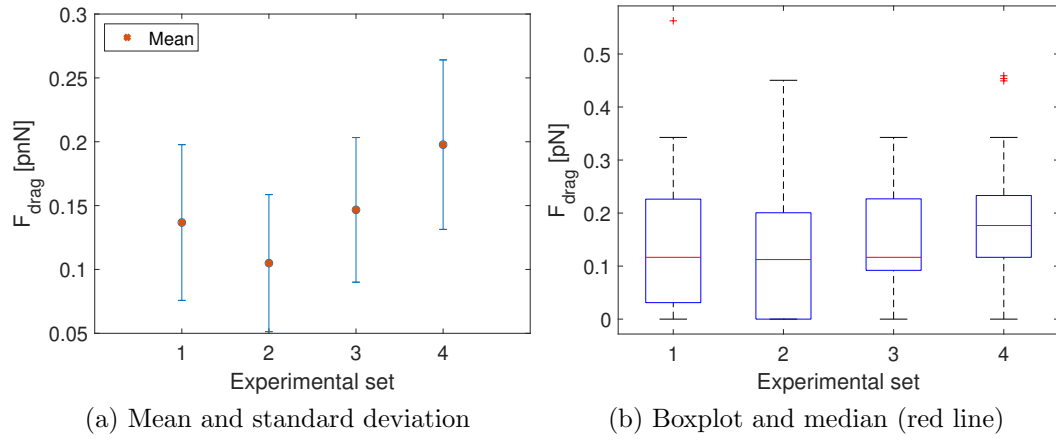 0.3
0.25
0.2
0.15
0.1
0.05
F_drag [pnN]
Mean
1 2 3 4
Experimental set
(a) Mean and standard deviation
0.5
0.4
0.3
0.2
0.1
0
F_drag [pN]
1 2 3 4
Experimental set
(b) Boxplot and median (red line)